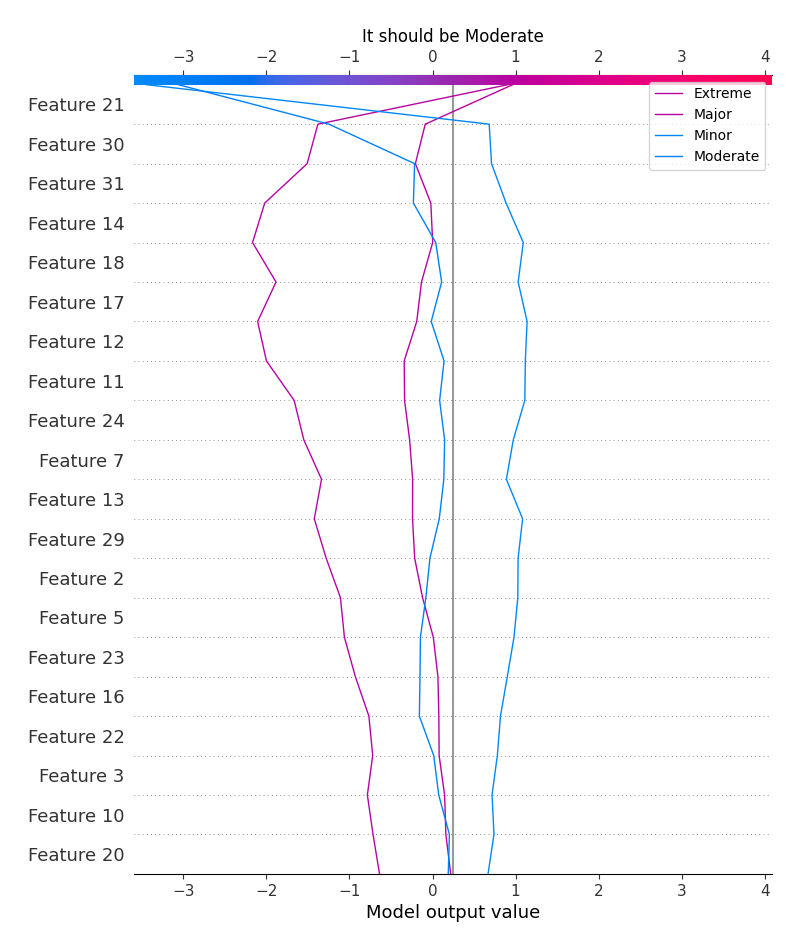 It should be Moderate
−3 −2 −1 0 1 2 3 4
Extreme
Major
Minor
Moderate
Feature 21
Feature 30
Feature 31
Feature 14
Feature 18
Feature 17
Feature 12
Feature 11
Feature 24
Feature 7
Feature 13
Feature 29
Feature 2
Feature 5
Feature 23
Feature 16
Feature 22
Feature 3
Feature 10
Feature 20
−3 −2 −1 0 1 2 3 4
Model output value